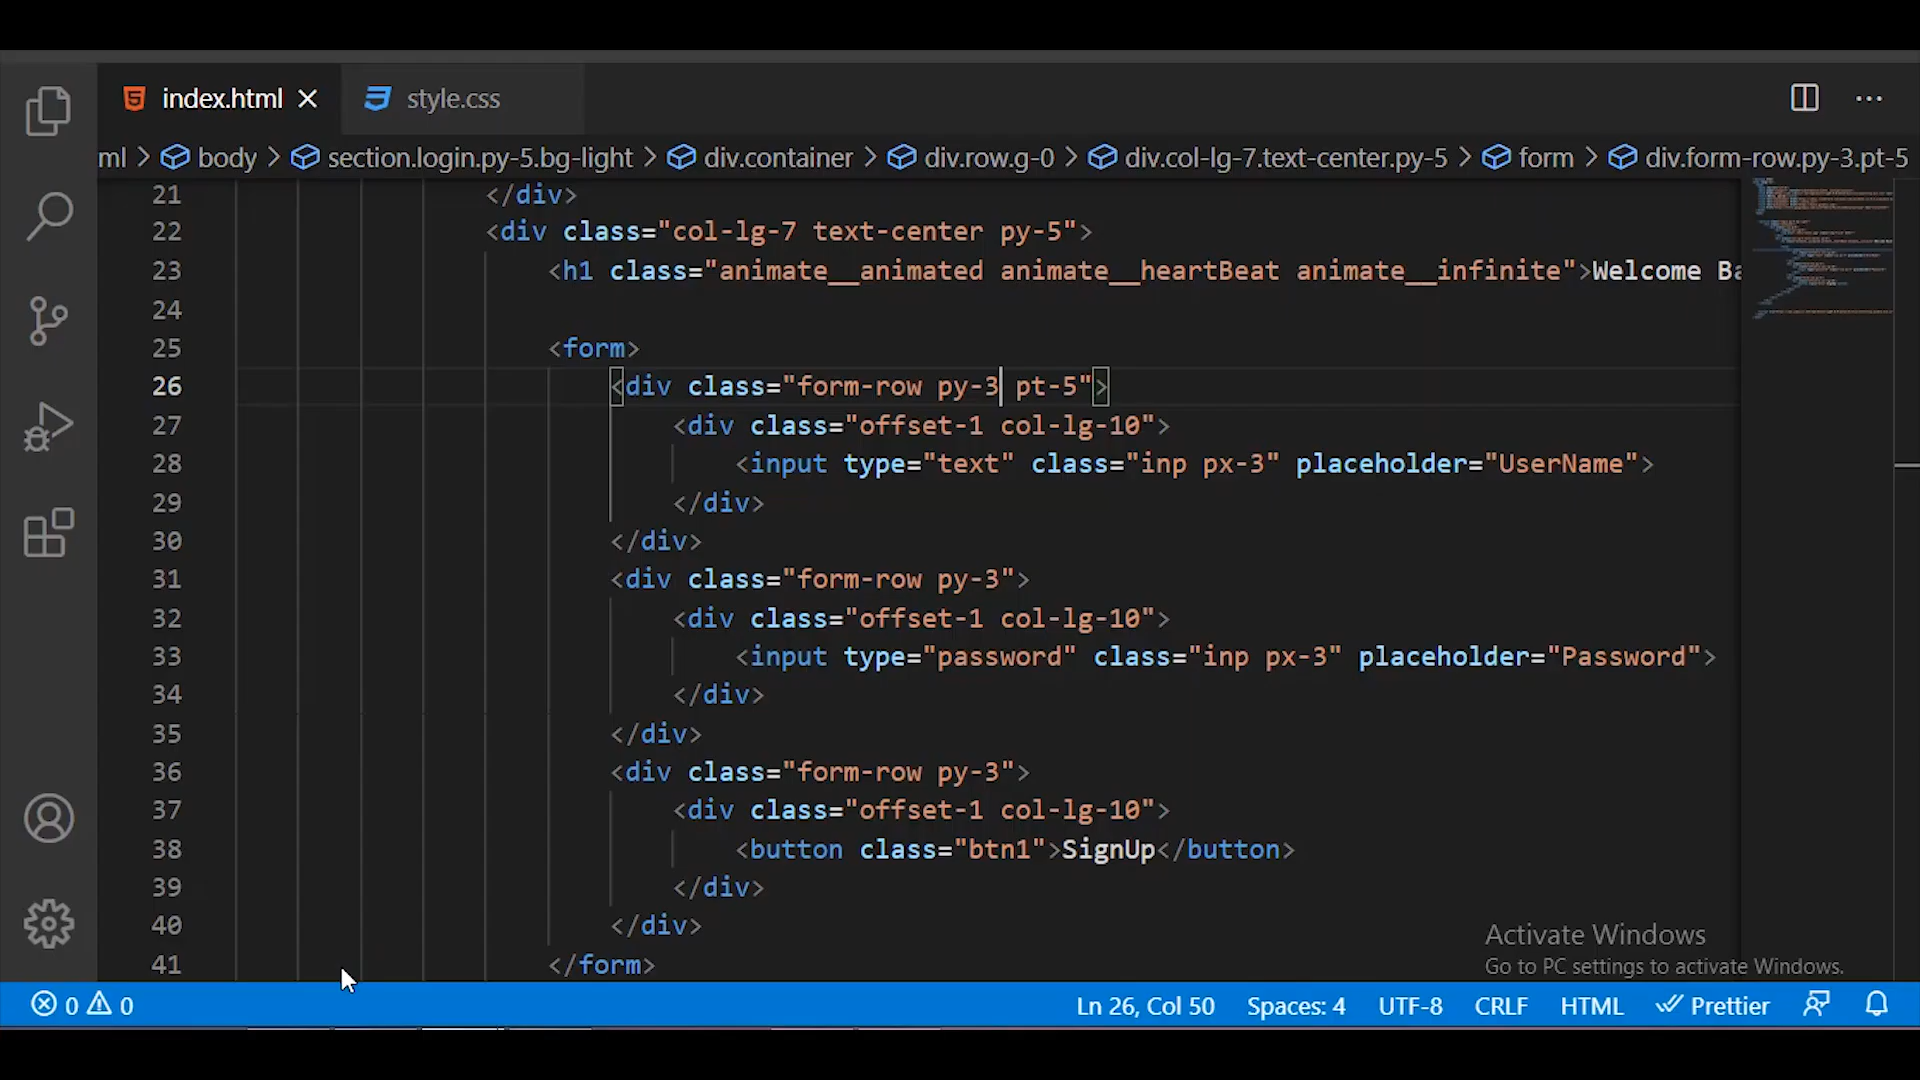 index.html
style.css
ml > body > section.login.py-5.bg-light > div.container > div.row.g-0 > div.col-lg-7.text-center.py-5 > form > div.form-row.py-3.pt-5
21 </div>
22 <div class="col-lg-7 text-center py-5">
23 <h1 class="animate__animated animate__heartBeat animate__infinite">Welcome Ba
24
25 <form>
26 <div class="form-row py-3 pt-5">
27 <div class="offset-1 col-lg-10">
28 <input type="text" class="inp px-3" placeholder="UserName">
29 </div>
30 </div>
31 <div class="form-row py-3">
32 <div class="offset-1 col-lg-10">
33 <input type="password" class="inp px-3" placeholder="Password">
34 </div>
35 </div>
36 <div class="form-row py-3">
37 <div class="offset-1 col-lg-10">
38 <button class="btn1">SignUp</button>
39 </div>
40 </div>
41 </form>
Activate Windows
Go to PC settings to activate Windows.
0 0 Ln 26, Col 50 Spaces: 4 UTF-8 CRLF HTML Prettier